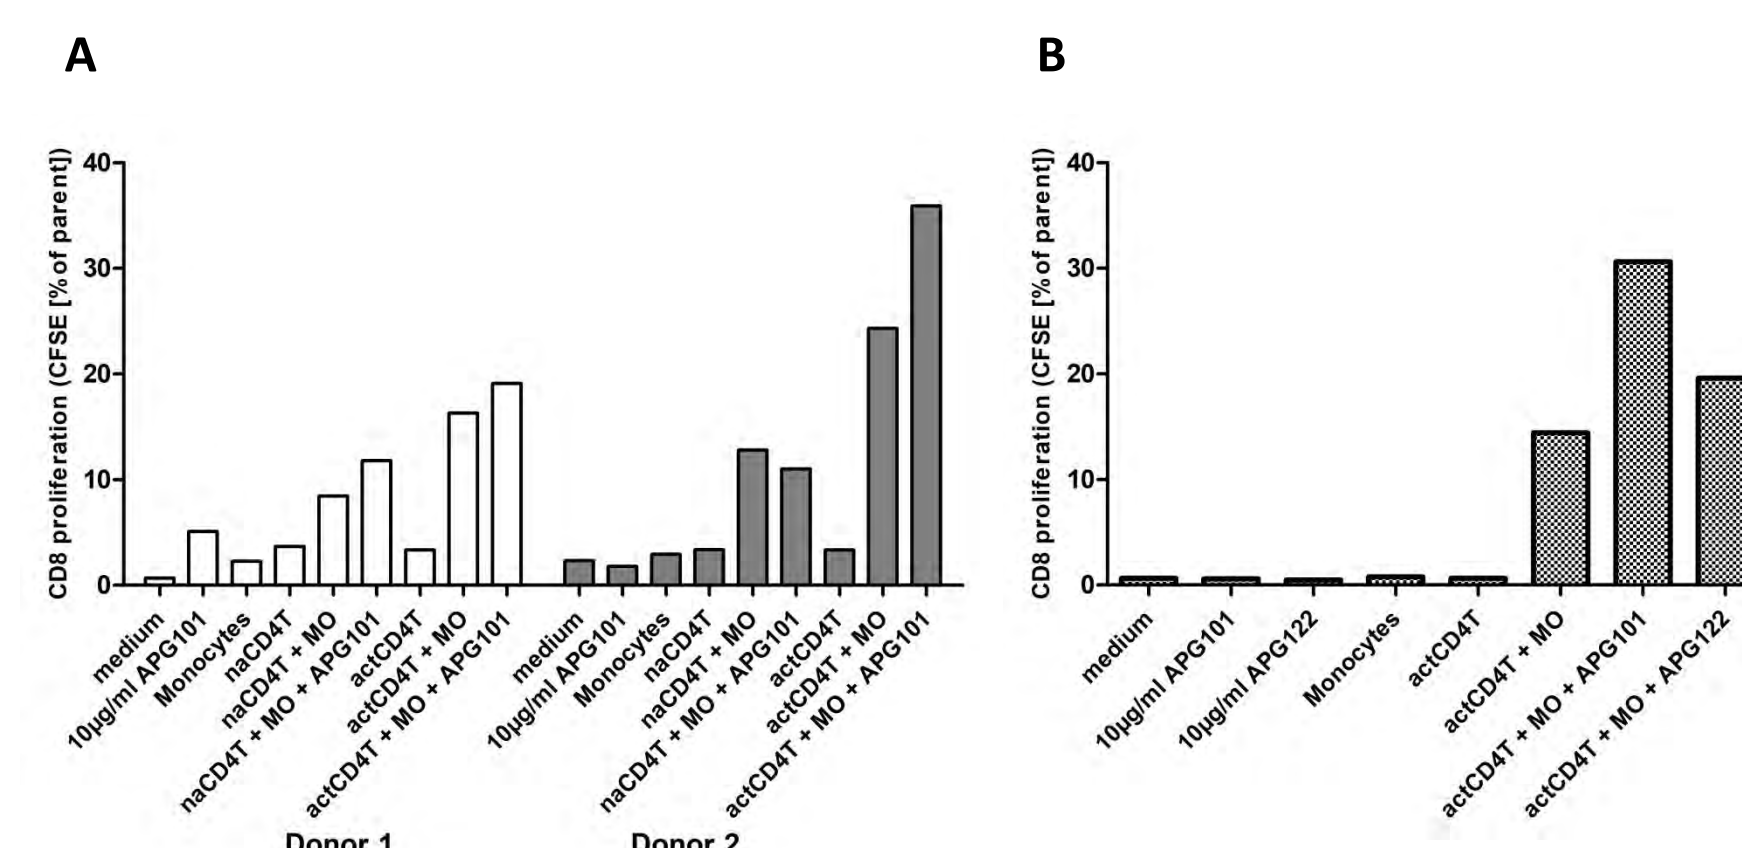 A
CD8 proliferation (CFSE [% of parent])
40
30
20
10
0
medium
10µg/ml APG101
Monocytes
naCD4T
naCD4T + MO
naCD4T + MO + APG101
actCD4T
actCD4T + MO
actCD4T + MO + APG101
medium
10µg/ml APG101
Monocytes
naCD4T
naCD4T + MO
naCD4T + MO + APG101
actCD4T
actCD4T + MO
actCD4T + MO + APG101
Donor 1
Donor 2
B
CD8 proliferation (CFSE [% of parent])
40
30
20
10
0
medium
10µg/ml APG101
10µg/ml APG122
Monocytes
actCD4T
actCD4T + MO
actCD4T + MO + APG101
actCD4T + MO + APG122